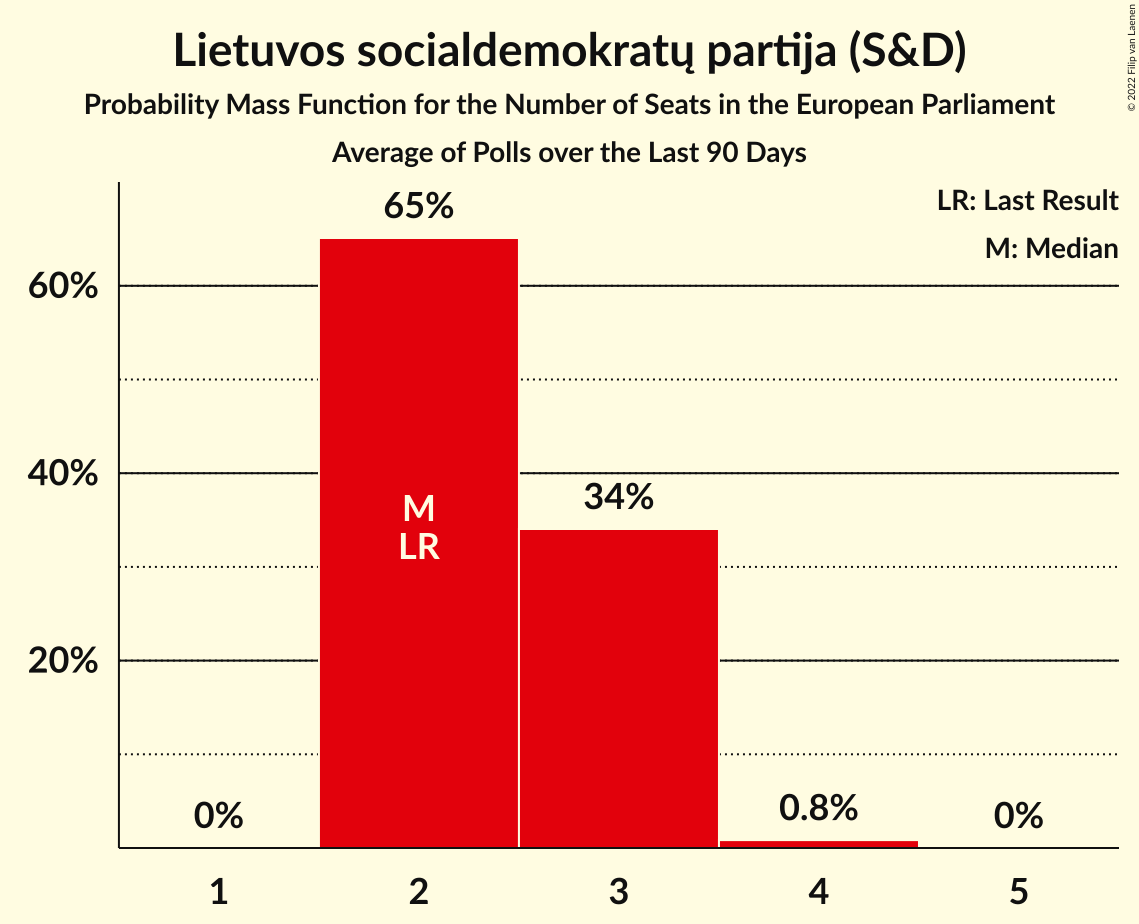 Lietuvos socialdemokratų partija (S&D)
Probability Mass Function for the Number of Seats in the European Parliament
Average of Polls over the Last 90 Days
© 2022 Filip van Laenen
LR: Last Result
M: Median
65%
60%
40%
34%
M
LR
20%
0%
0.8%
0%
1 2 3 4 5